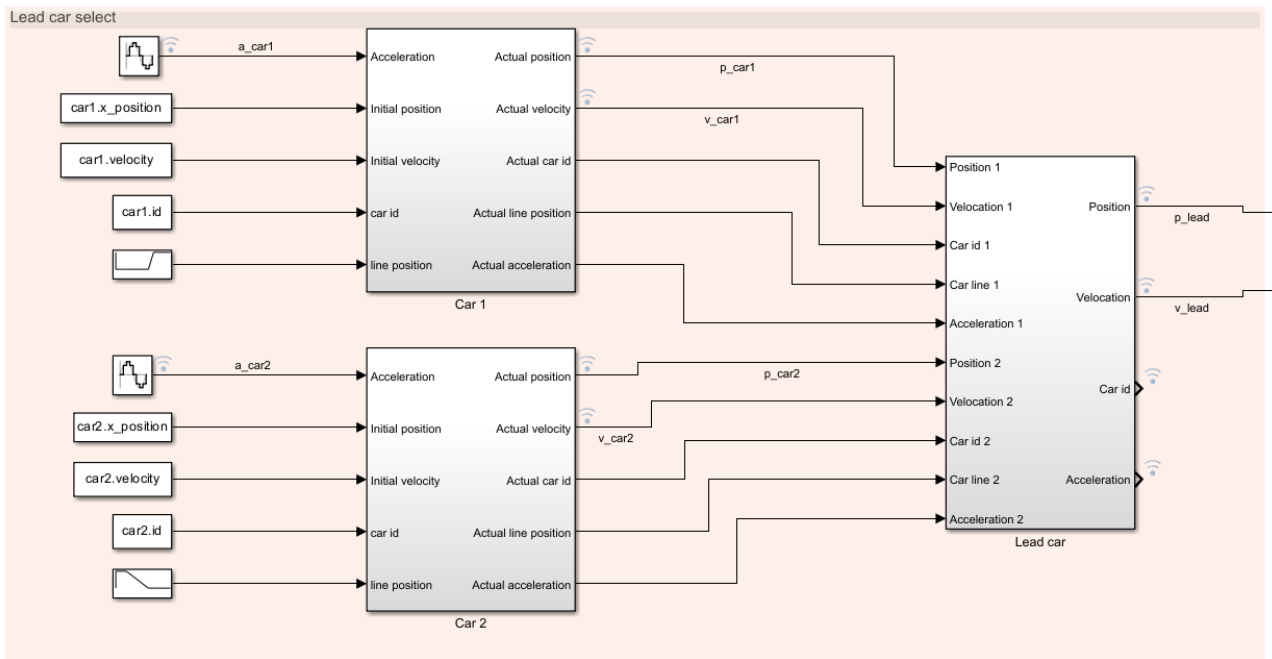 Lead car select
a_car1
Acceleration
Actual position
p_car1
car1.x_position
Initial position
Actual velocity
v_car1
car1.velocity
Initial velocity
Actual car id
car1.id
car id
Actual line position
line position
Actual acceleration
Car 1
a_car2
Acceleration
Actual position
p_car2
car2.x_position
Initial position
Actual velocity
v_car2
car2.velocity
Initial velocity
Actual car id
car2.id
car id
Actual line position
line position
Actual acceleration
Car 2
Position 1
Velocation 1
Car id 1
Car line 1
Acceleration 1
Position 2
Velocation 2
Car id 2
Car line 2
Acceleration 2
Position
p_lead
Velocation
v_lead
Car id
Acceleration
Lead car